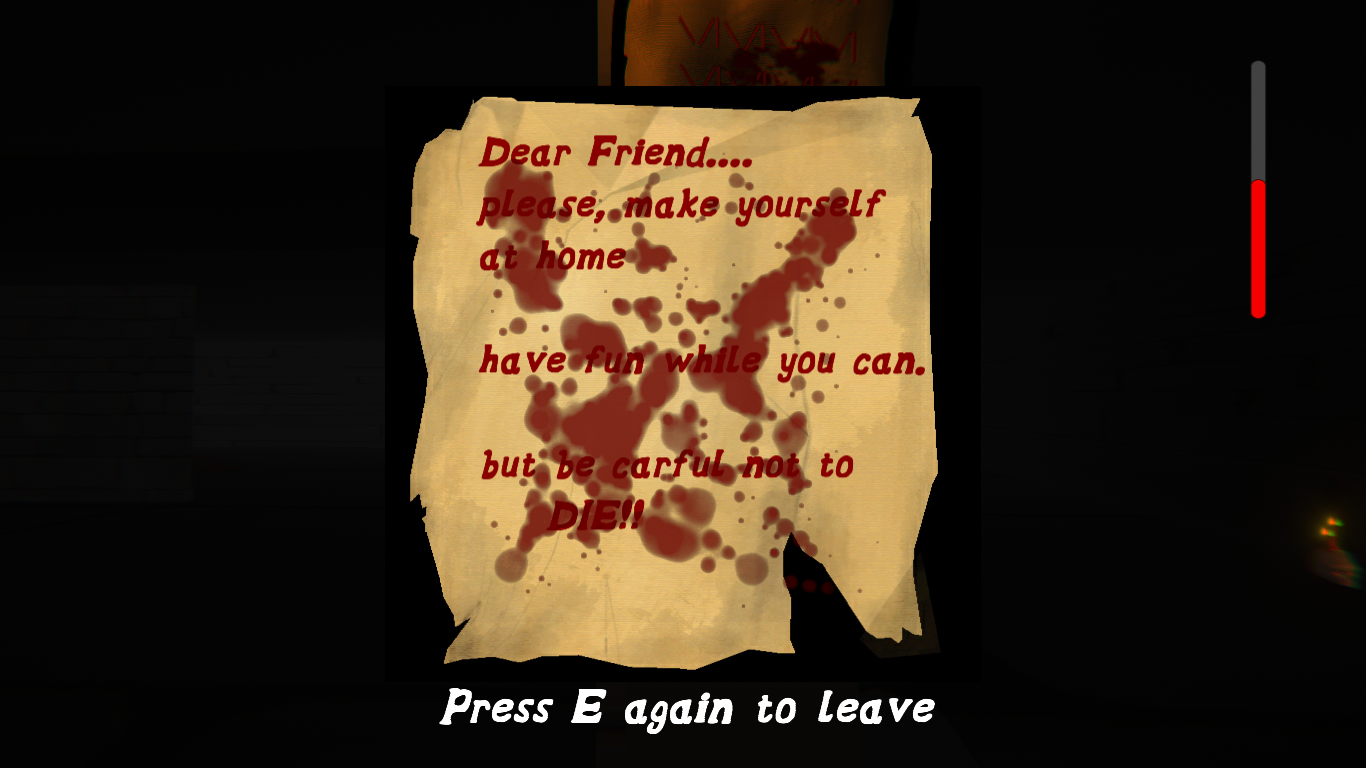 Dear Friend....
please, make yourself
at home
have fun while you can.
but be carful not to
DIE!!
Press E again to leave